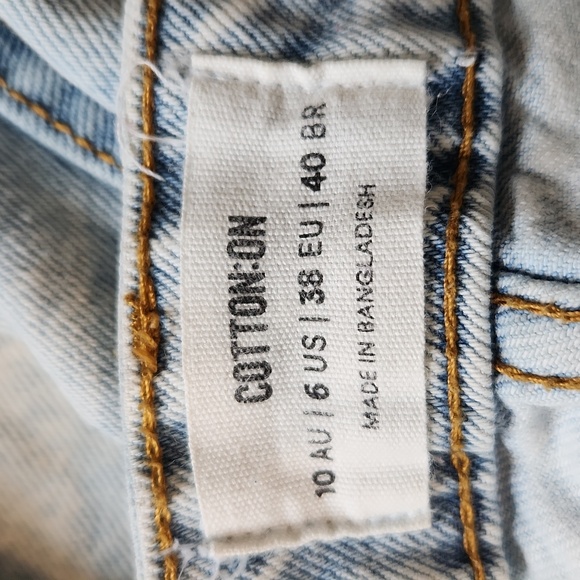 COTTON:ON
10 AU | 6 US | 38 EU | 40 BR
MADE IN BANGLADESH